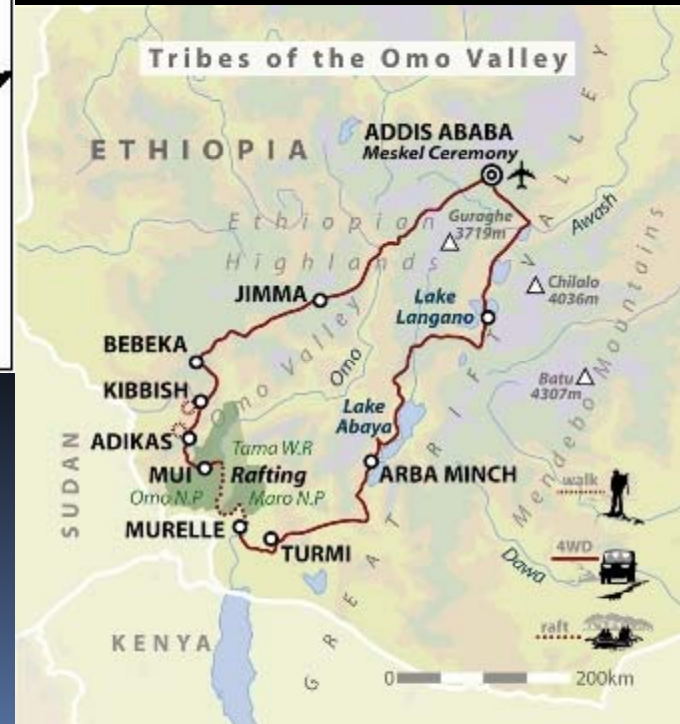 Tribes of the Omo Valley
ADDIS ABABA
Meskel Ceremony
ETHIOPIA
Guraghe
3719m
Awash
Ethiopian
Highlands
Chilalo
4036m
JIMMA
Lake
Langano
BEBEKA
Omo Valley
Omo
KIBBISH
Lake
Abaya
Batu
4307m
ADIKAS
Tama W.R
MUI
Rafting
ARBA MINCH
Omo N.P
Maro N.P
MURELLE
TURMI
SUDAN
GREAT RIFT VALLEY
Mendebo Mountains
walk
4WD
Dawa
raft
KENYA
0
200km